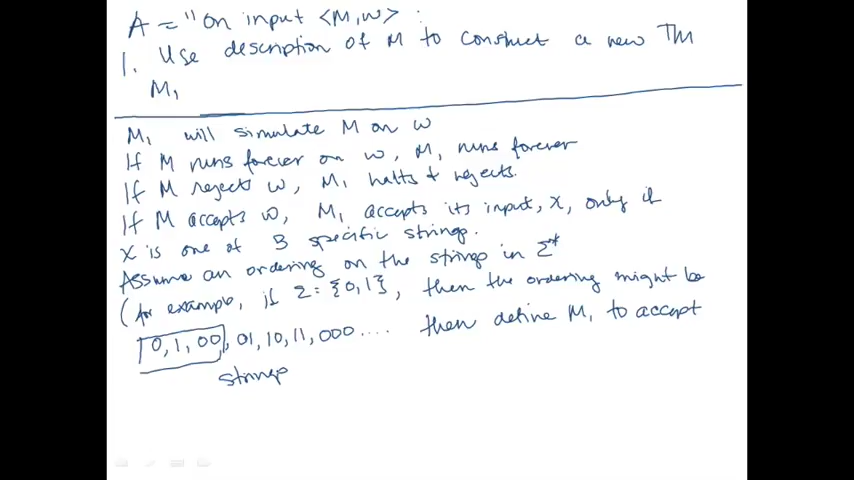 A = "On input <M,w> :
1. Use description of M to construct a new TM
M₁
M₁ will simulate M on w
If M runs forever on w, M₁ runs forever
If M rejects w, M₁ halts + rejects.
If M accepts w, M₁ accepts its input, x, only if
x is one of 3 specific strings.
Assume an ordering on the strings in Σ*
(for example, if Σ = {0,1}, then the ordering might be
0, 1, 00, 01, 10, 11, 000 .... then define M₁ to accept
strings